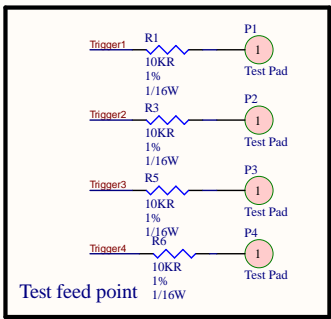 P1
R1
Trigger1
1
10KR
1%
1/16W
Test Pad
P2
R3
Trigger2
1
10KR
1%
1/16W
Test Pad
P3
R5
Trigger3
1
10KR
1%
1/16W
Test Pad
P4
R6
Trigger4
1
10KR
1%
1/16W
Test Pad
Test feed point